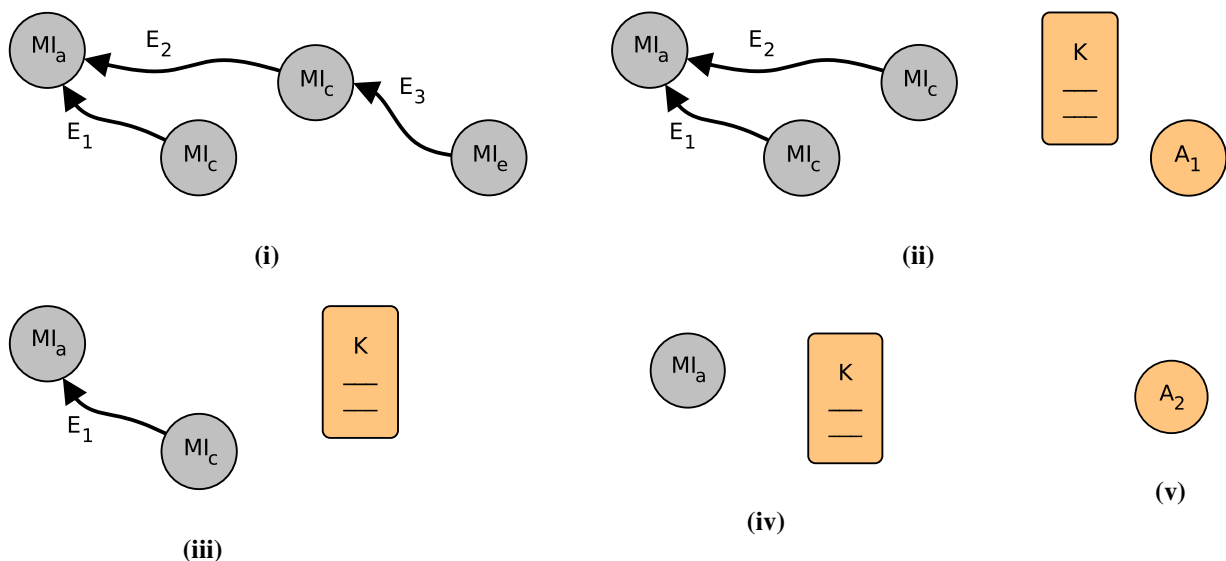 MIa
E2
MIc
E3
E1
MIc
MIe
(i)
MIa
E2
MIc
E1
MIc
K
A1
(ii)
MIa
E1
MIc
K
(iii)
MIa
K
(iv)
A2
(v)